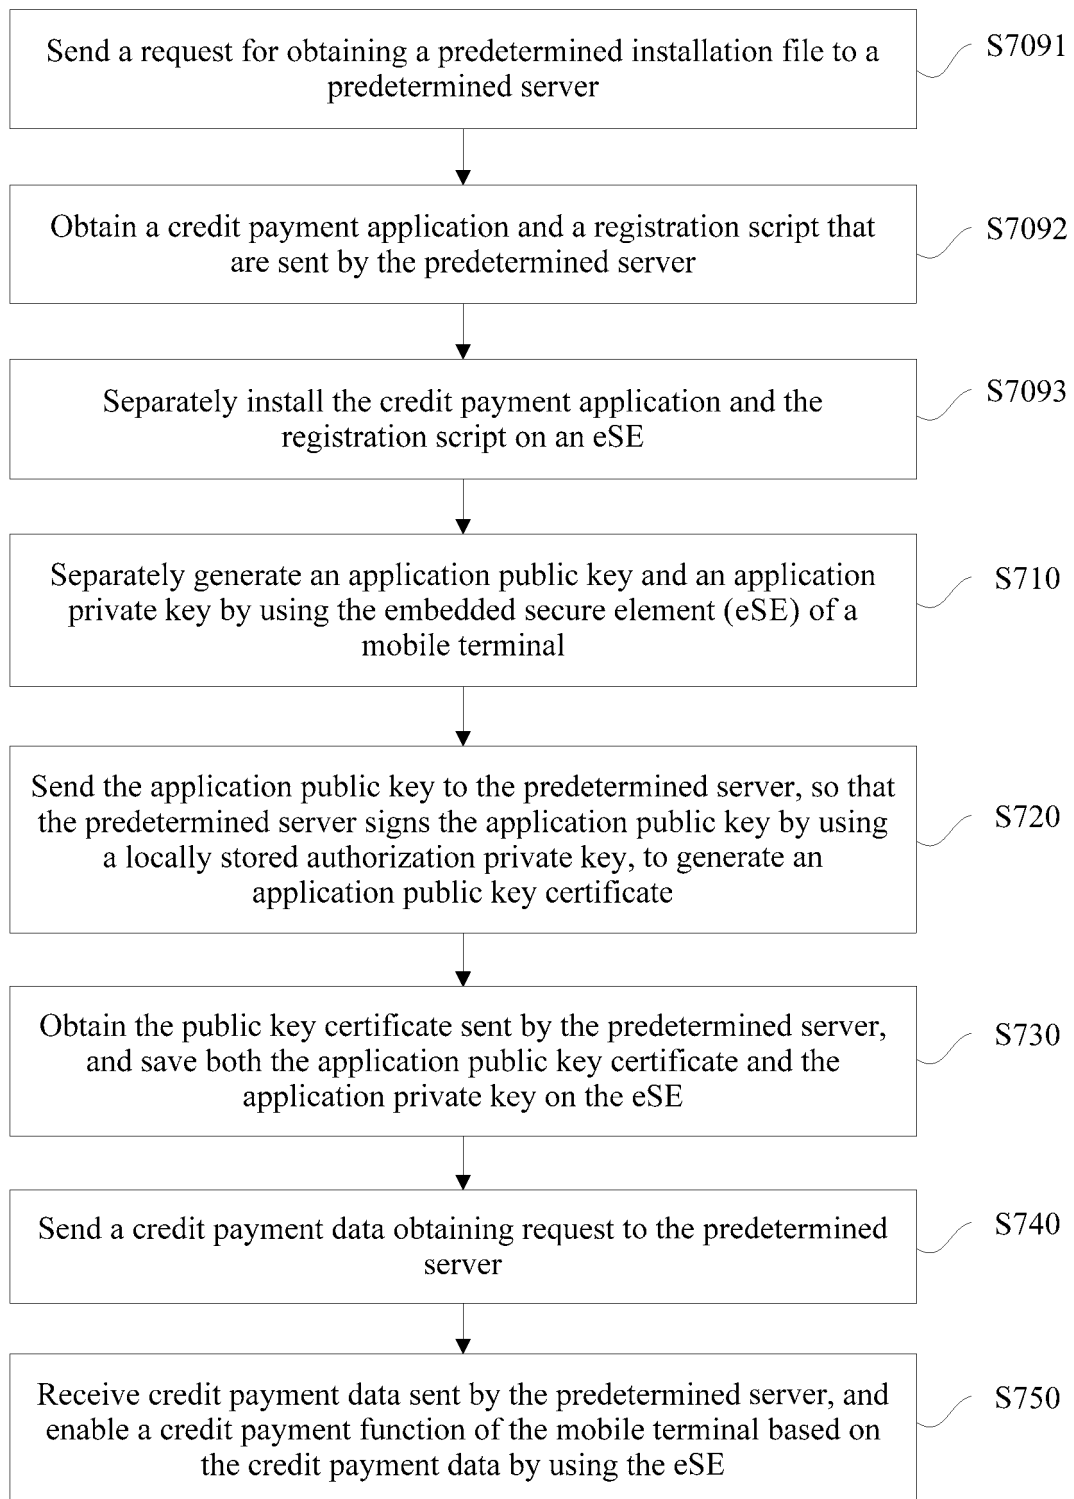 Send a request for obtaining a predetermined installation file to a
predetermined server
S7091
Obtain a credit payment application and a registration script that
are sent by the predetermined server
S7092
Separately install the credit payment application and the
registration script on an eSE
S7093
Separately generate an application public key and an application
private key by using the embedded secure element (eSE) of a
mobile terminal
S710
Send the application public key to the predetermined server, so that
the predetermined server signs the application public key by using
a locally stored authorization private key, to generate an
application public key certificate
S720
Obtain the public key certificate sent by the predetermined server,
and save both the application public key certificate and the
application private key on the eSE
S730
Send a credit payment data obtaining request to the predetermined
server
S740
Receive credit payment data sent by the predetermined server, and
enable a credit payment function of the mobile terminal based on
the credit payment data by using the eSE
S750